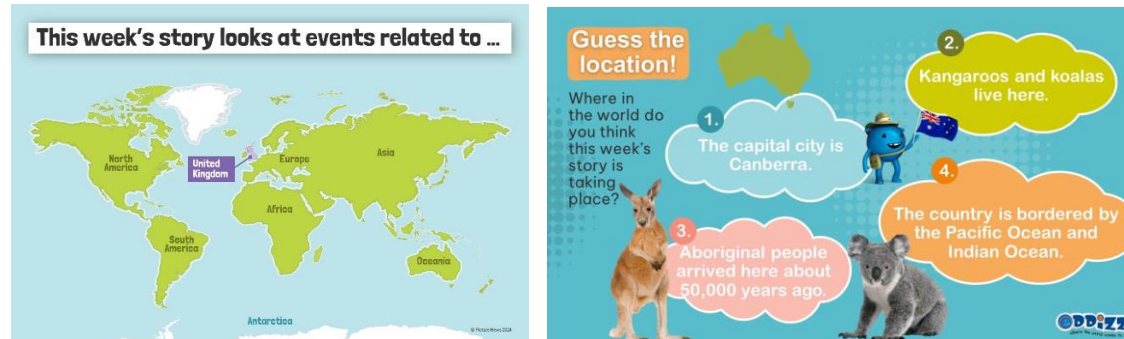 This week's story looks at events related to ...
North
America
United
Kingdom
Europe
Asia
Africa
South
America
Oceania
Antarctica
© Picture News 2024
Guess the
location!
Where in
the world do
you think
this week's
story is
taking
place?
1.
The capital city is
Canberra.
2.
Kangaroos and koalas
live here.
3.
Aboriginal people
arrived here about
50,000 years ago.
4.
The country is bordered by
the Pacific Ocean and
Indian Ocean.